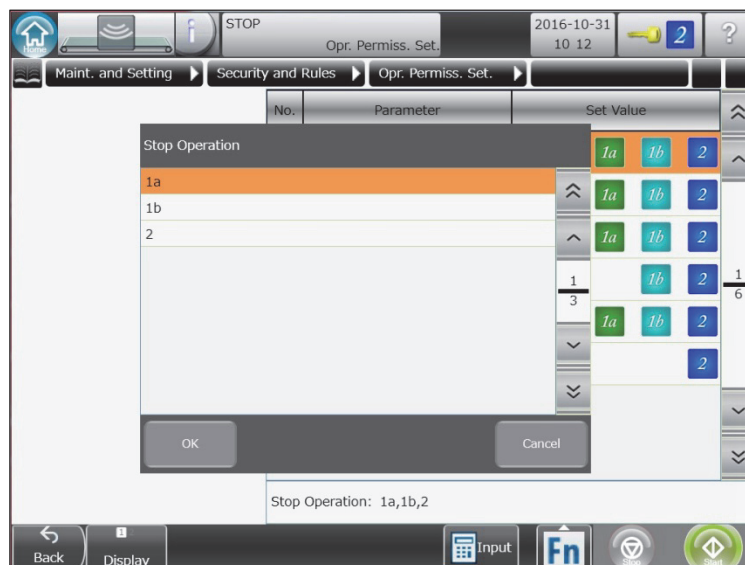 STOP
Opr. Permiss. Set.
2016-10-31
10 12
2
?
Home
i
Maint. and Setting
Security and Rules
Opr. Permiss. Set.
No.
Parameter
Set Value
Stop Operation
1a
1b
2
1
3
1a 1b 2
1a 1b 2
1a 1b 2
1b 2
1a 1b 2
2
1
6
OK
Cancel
Stop Operation: 1a,1b,2
Back
1
Display
Input
Fn
Stop
Start